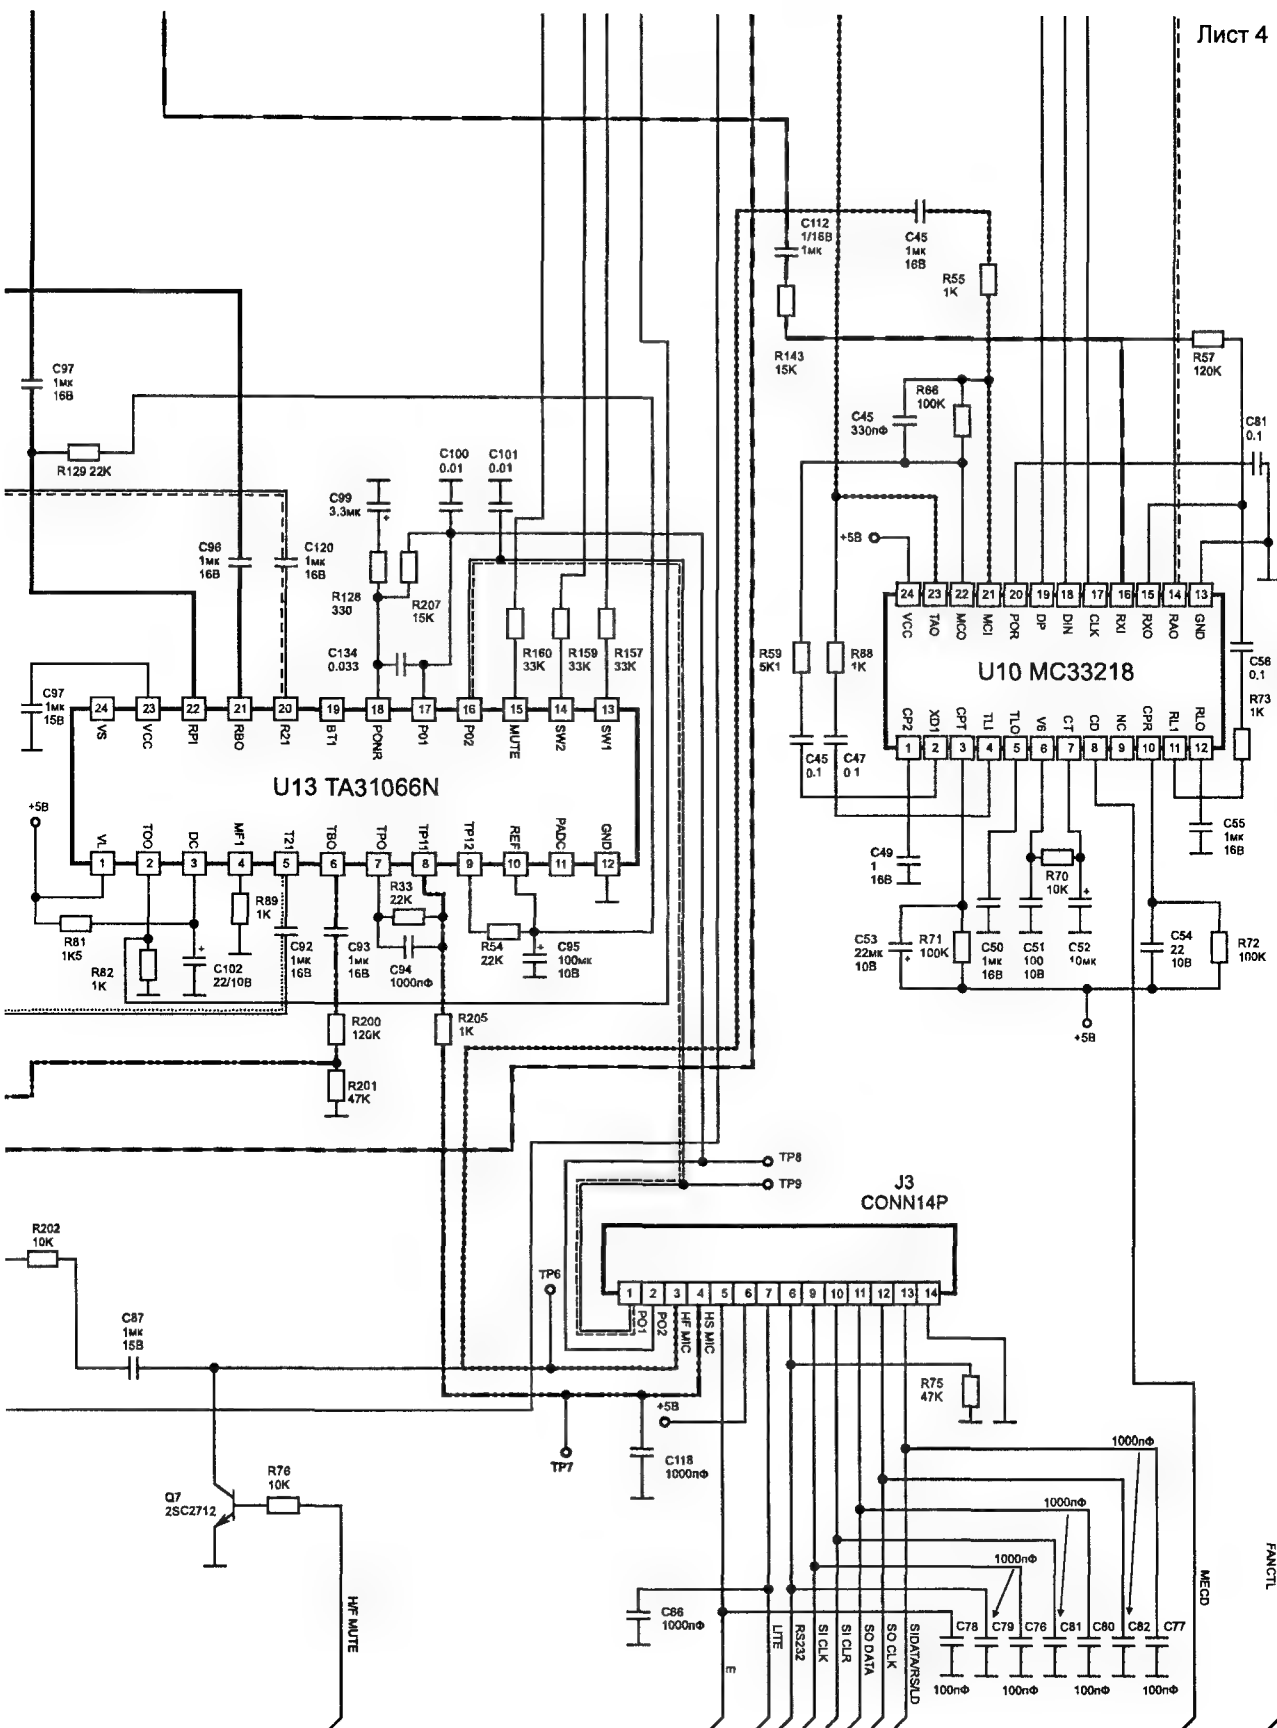 Лист 4
C112
1/16В
1мк
C45
1мк
16В
R55
1K
R143
15K
R57
120K
C97
1мк
16В
R129 22K
R66
100K
C45
330пФ
C81
0.1
C100
0.01
C101
0.01
C99
3.3мк
+
+5В
C96
1мк
16В
C120
1мк
16В
R128
330
R207
15K
C134
0.033
R160
33K
R159
33K
R157
33K
R59
5K1
R88
1K
24 23 22 21 20 19 18 17 16 15 14 13
VCC TAO MCO MCI POR DP DIN CLK RXI RXO RAO GND
U10 MC33218
CP2 XD1 CPT TLI TLO V6 CT CD NC CPR RL1 RLO
1 2 3 4 5 6 7 8 9 10 11 12
C56
0.1
R73
1K
C97
1мк
15В
24 23 22 21 20 19 18 17 16 15 14 13
VS VCC RPI RBO R21 BT1 PONR P01 P02 MUTE SW2 SW1
U13 TA31066N
VL TOO DC MF1 T21 TBO TPO TP11 TP12 REF PADC GND
1 2 3 4 5 6 7 8 9 10 11 12
+5В
C45
0.1
C47
0 1
C55
1мк
16В
C49
1
16В
R70
10K
+
R89
1K
R33
22K
R81
1K5
R82
1K
+
C102
22/10В
C92
1мк
16В
C93
1мк
16В
C94
1000пФ
R54
22K
+
C95
100мк
10В
C53
22мк
10В
+
R71
100K
C50
1мк
16В
C51
100
10В
C52
10мк
C54
22
10В
R72
100K
+5В
R200
120K
R205
1K
R201
47K
TP8
TP9
J3
CONN14P
R202
10K
TP6
1 2 3 4 5 6 7 8 9 10 11 12 13 14
PO1 PO2 HF MIC HS MIC
C87
1мк
15В
R75
47K
+5В
TP7
C118
1000пФ
1000пФ
R76
10K
Q7
2SC2712
1000пФ
1000пФ
FANCTL
MECD
H/F MUTE
C86
1000пФ
m
LITE
RS232
SI CLK
SI CLR
SO DATA
SO CLK
SIDATA/RS/LD
C78 C79 C76 C81 C80 C82 C77
100пФ 100пФ 100пФ 100пФ